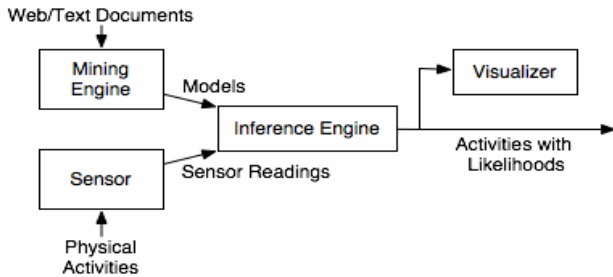 Web/Text Documents
Mining
Engine
Models
Visualizer
Inference Engine
Activities with
Likelihoods
Sensor
Sensor Readings
Physical
Activities